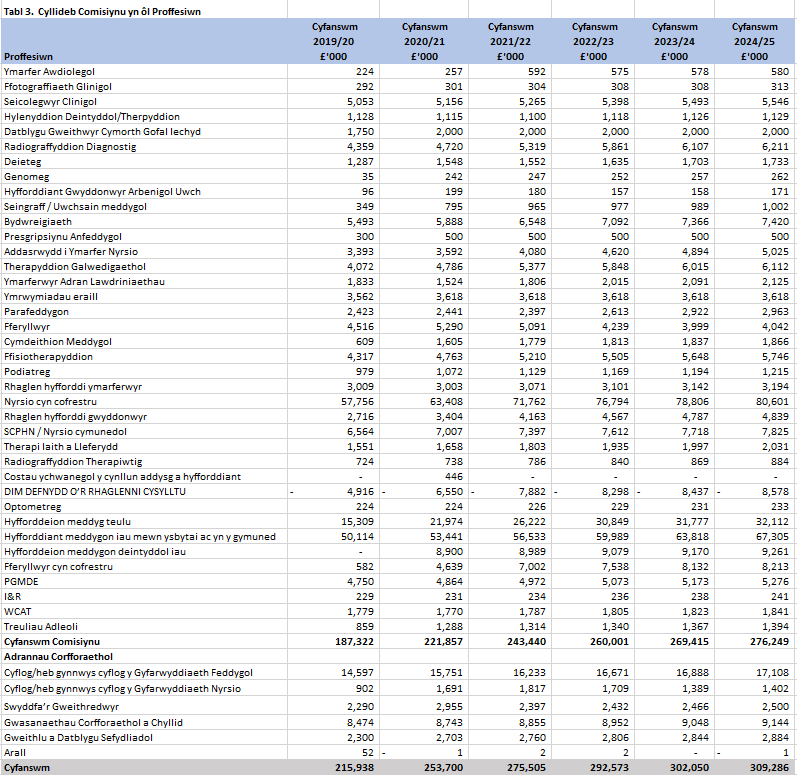 Tabl 3. Cyllideb Comisiynu yn ôl Proffesiwn
Cyfanswm Cyfanswm Cyfanswm Cyfanswm Cyfanswm Cyfanswm
2019/20 2020/21 2021/22 2022/23 2023/24 2024/25
Proffesiwn £'000 £'000 £'000 £'000 £'000 £'000
Ymarfer Awdiolegol 224 257 592 575 578 580
Ffotograffiaeth Glinigol 292 301 304 308 308 313
Seicolegwyr Clinigol 5,053 5,156 5,265 5,398 5,493 5,546
Hylenyddion Deintyddol/Therpyddion 1,128 1,115 1,100 1,118 1,126 1,129
Datblygu Gweithwyr Cymorth Gofal Iechyd 1,750 2,000 2,000 2,000 2,000 2,000
Radiograffyddion Diagnostig 4,359 4,720 5,319 5,861 6,107 6,211
Deieteg 1,287 1,548 1,552 1,635 1,703 1,733
Genomeg 35 242 247 252 257 262
Hyfforddiant Gwyddonwyr Arbenigol Uwch 96 199 180 157 158 171
Seingraff / Uwchsain meddygol 349 795 965 977 989 1,002
Bydwreigiaeth 5,493 5,888 6,548 7,092 7,366 7,420
Presgripsiynu Anfeddygol 300 500 500 500 500 500
Addasrwydd i Ymarfer Nyrsio 3,393 3,592 4,080 4,620 4,894 5,025
Therapyddion Galwedigaethol 4,072 4,786 5,377 5,848 6,015 6,112
Ymarferwyr Adran Lawdriniaethau 1,833 1,524 1,806 2,015 2,091 2,125
Ymrwymiadau eraill 3,562 3,618 3,618 3,618 3,618 3,618
Parafeddygon 2,423 2,441 2,397 2,613 2,922 2,963
Fferyllwyr 4,516 5,290 5,091 4,239 3,999 4,042
Cymdeithion Meddygol 609 1,605 1,779 1,813 1,837 1,866
Ffisiotherapyddion 4,317 4,763 5,210 5,505 5,648 5,746
Podiatreg 979 1,072 1,129 1,169 1,194 1,215
Rhaglen hyfforddi ymarferwyr 3,009 3,003 3,071 3,101 3,142 3,194
Nyrsio cyn cofrestru 57,756 63,408 71,762 76,794 78,806 80,601
Rhaglen hyfforddi gwyddonwyr 2,716 3,404 4,163 4,567 4,787 4,839
SCPHN / Nyrsio cymunedol 6,564 7,007 7,397 7,612 7,718 7,825
Therapi Iaith a Lleferydd 1,551 1,658 1,803 1,935 1,997 2,031
Radiograffyddion Therapiwtig 724 738 786 840 869 884
Costau ychwanegol y cynllun addysg a hyfforddiant - 446 - - - -
DIM DEFNYDD O’R RHAGLENNI CYSYLLTU - 4,916 - 6,550 - 7,882 - 8,298 - 8,437 - 8,578
Optometreg 224 224 226 229 231 233
Hyfforddeion meddyg teulu 15,309 21,974 26,222 30,849 31,777 32,112
Hyfforddiant meddygon iau mewn ysbytai ac yn y gymuned 50,114 53,441 56,533 59,989 63,818 67,305
Hyfforddeion meddygon deintyddol iau - 8,900 8,989 9,079 9,170 9,261
Fferyllwyr cyn cofrestru 582 4,639 7,002 7,538 8,132 8,213
PGMDE 4,750 4,864 4,972 5,073 5,173 5,276
I&R 229 231 234 236 238 241
WCAT 1,779 1,770 1,787 1,805 1,823 1,841
Treuliau Adleoli 859 1,288 1,314 1,340 1,367 1,394
Cyfanswm Comisiynu 187,322 221,857 243,440 260,001 269,415 276,249
Adrannau Corfforaethol
Cyflog/heb gynnwys cyflog y Gyfarwyddiaeth Feddygol 14,597 15,751 16,233 16,671 16,888 17,108
Cyflog/heb gynnwys cyflog y Gyfarwyddiaeth Nyrsio 902 1,691 1,817 1,709 1,389 1,402
Swyddfa’r Gweithredwyr 2,290 2,955 2,397 2,432 2,466 2,500
Gwasanaethau Corfforaethol a Chyllid 8,474 8,743 8,855 8,952 9,048 9,144
Gweithlu a Datblygu Sefydliadol 2,300 2,703 2,760 2,806 2,844 2,884
Arall 52 - 1 2 2 - - 1
Cyfanswm 215,938 253,700 275,505 292,573 302,050 309,286